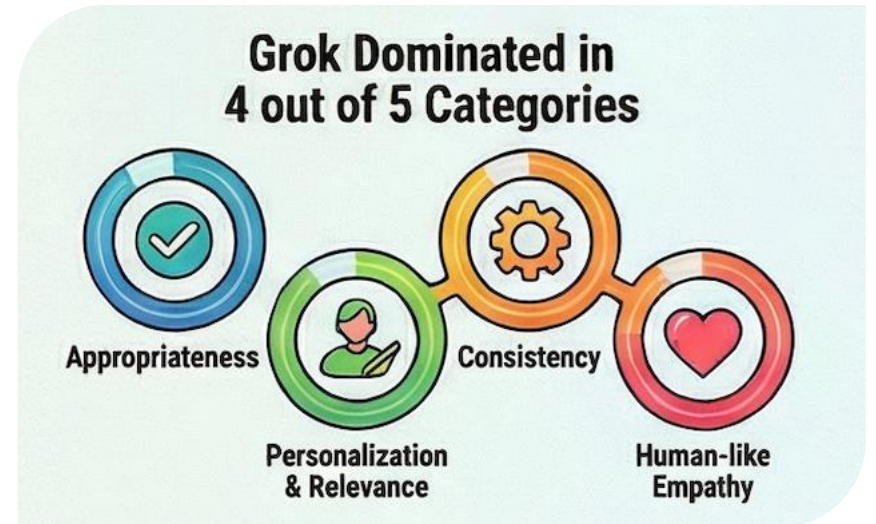 Grok Dominated in
4 out of 5 Categories
Appropriateness
Personalization
& Relevance
Consistency
Human-like
Empathy